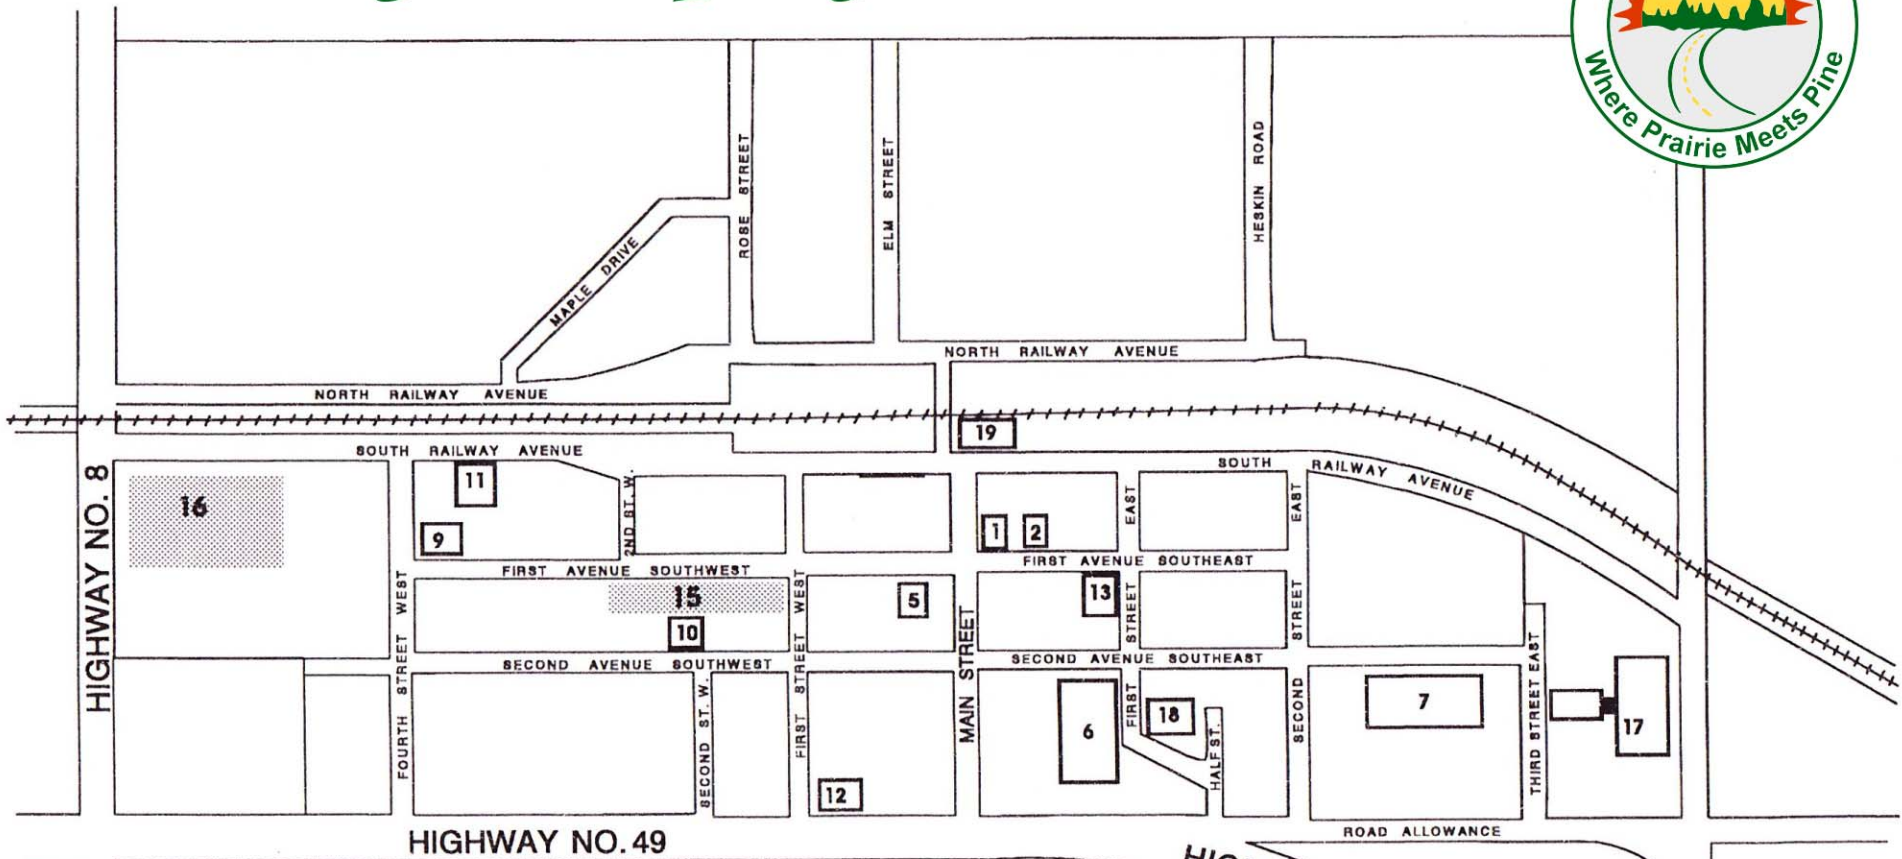 Where Prairie Meets Pine
ROSE STREET
ELM STREET
HESKIN ROAD
MAPLE DRIVE
NORTH RAILWAY AVENUE
NORTH RAILWAY AVENUE
19
SOUTH RAILWAY AVENUE
SOUTH RAILWAY AVENUE
HIGHWAY NO. 8
16
11
9
2ND ST. W.
1
2
EAST
EAST
FIRST AVENUE SOUTHWEST
FIRST AVENUE SOUTHEAST
15
10
5
13
FOURTH STREET WEST
FIRST STREET WEST
MAIN STREET
FIRST STREET
SECOND STREET
THIRD STREET EAST
SECOND AVENUE SOUTHWEST
SECOND AVENUE SOUTHEAST
SECOND ST. W.
6
18
HALF ST.
7
17
12
HIGHWAY NO. 49
ROAD ALLOWANCE